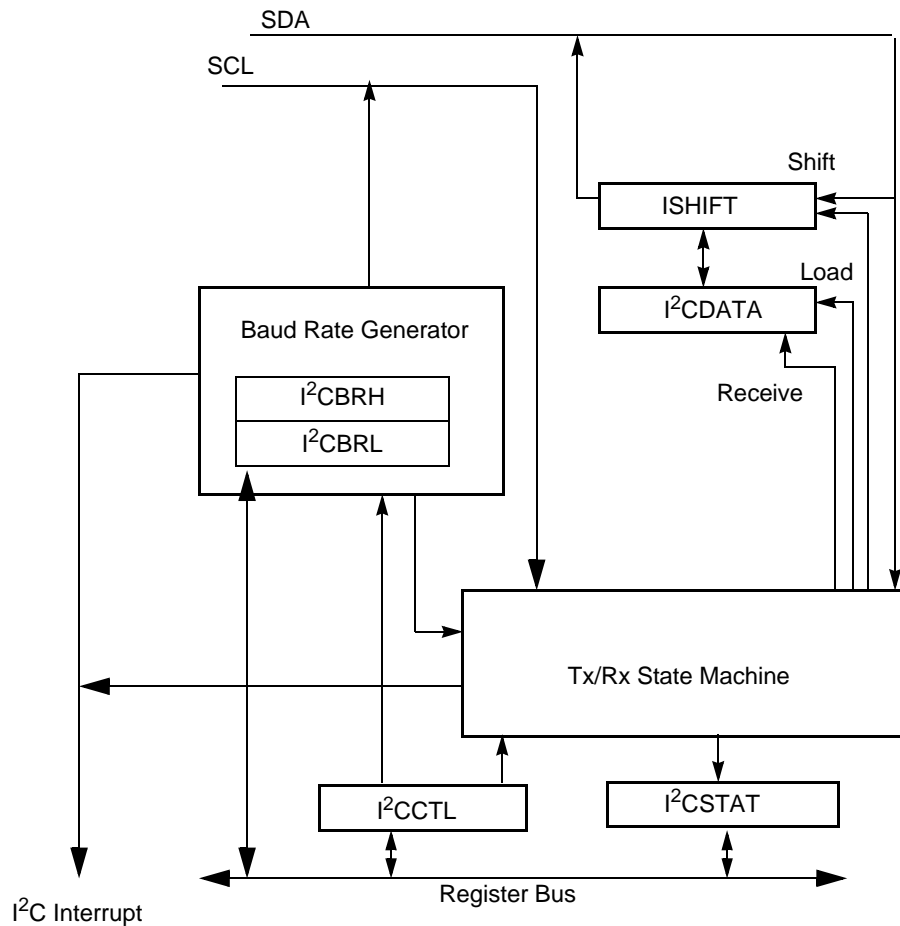 SDA
SCL
Shift
ISHIFT
Load
I²CDATA
Baud Rate Generator
I²CBRH
Receive
I²CBRL
Tx/Rx State Machine
I²CCTL
I²CSTAT
Register Bus
I²C Interrupt